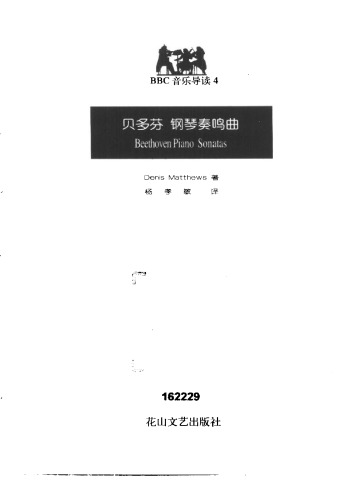 BBC 音乐导读 4
贝多芬 钢琴奏鸣曲
Beethoven Piano Sonatas
Denis Matthews 著
杨 孝 敏 译
162229
花山文艺出版社